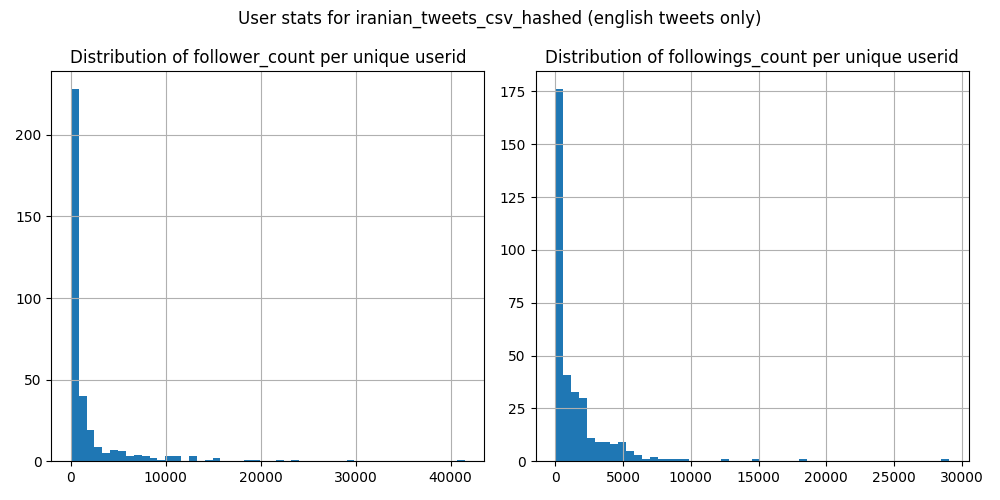 User stats for iranian_tweets_csv_hashed (english tweets only)
Distribution of follower_count per unique userid
200
150
100
50
0
0 10000 20000 30000 40000
Distribution of followings_count per unique userid
175
150
125
100
75
50
25
0
0 5000 10000 15000 20000 25000 30000